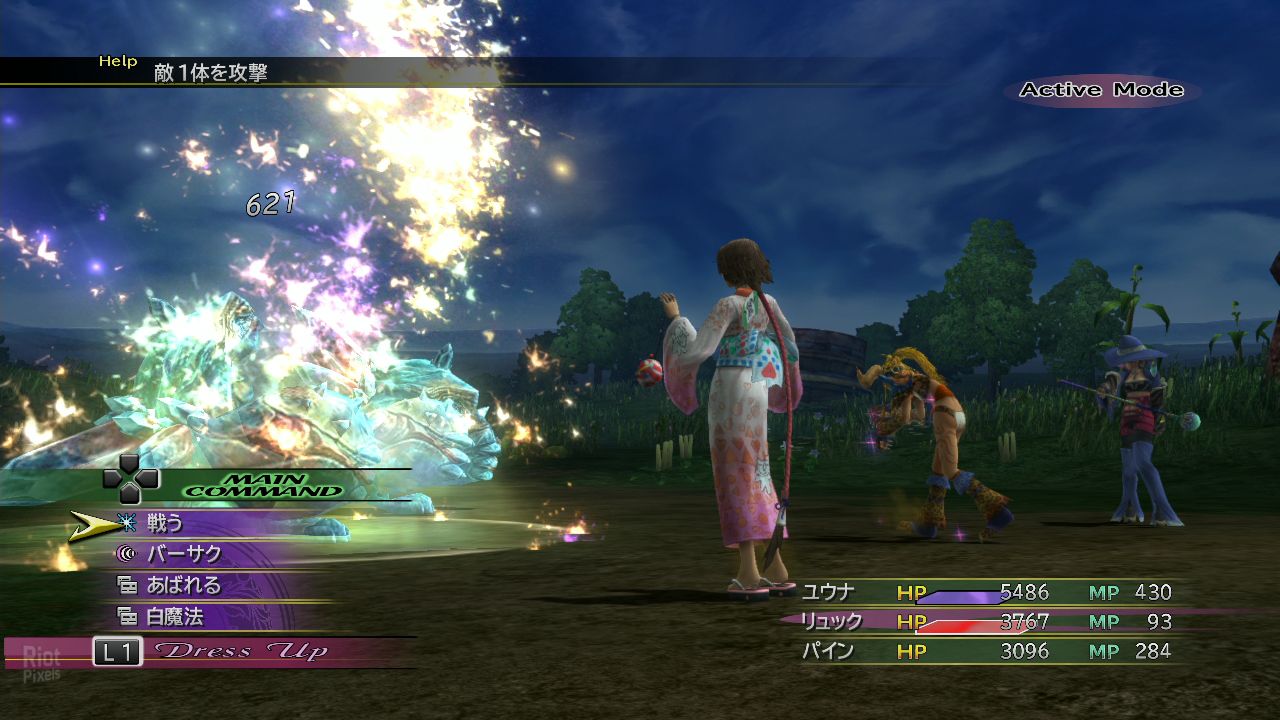 Help
敵1体を攻撃
Active Mode
621
MAIN
COMMAND
戦う
バーサク
あばれる
白魔法
L1 Dress Up
ユウナ HP 5486 MP 430
リュック HP 3767 MP 93
パイン HP 3096 MP 284
Riot
Pixels